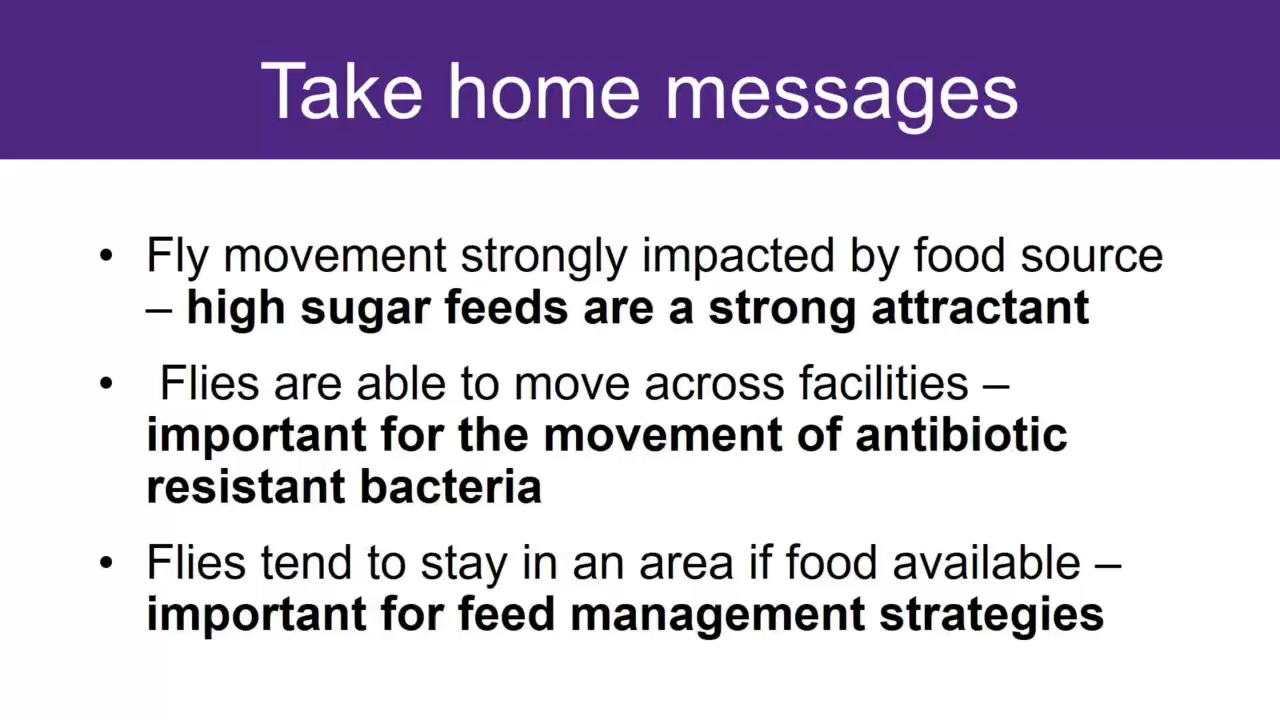 Take home messages
• Fly movement strongly impacted by food source
– high sugar feeds are a strong attractant
• Flies are able to move across facilities –
important for the movement of antibiotic
resistant bacteria
• Flies tend to stay in an area if food available –
important for feed management strategies